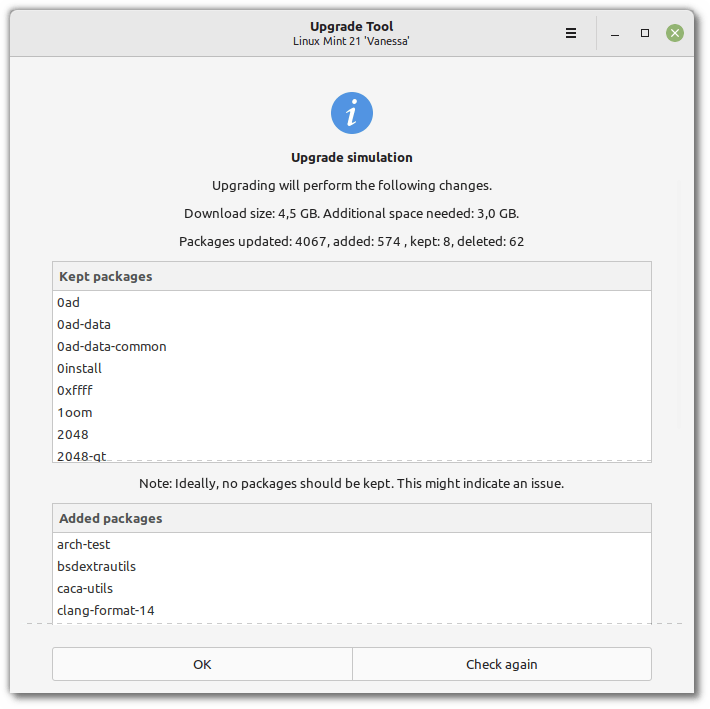 Upgrade Tool
Linux Mint 21 'Vanessa'
i
Upgrade simulation
Upgrading will perform the following changes.
Download size: 4,5 GB. Additional space needed: 3,0 GB.
Packages updated: 4067, added: 574 , kept: 8, deleted: 62
Kept packages
0ad
0ad-data
0ad-data-common
0install
0xffff
1oom
2048
2048-qt
Note: Ideally, no packages should be kept. This might indicate an issue.
Added packages
arch-test
bsdextrautils
caca-utils
clang-format-14
OK
Check again